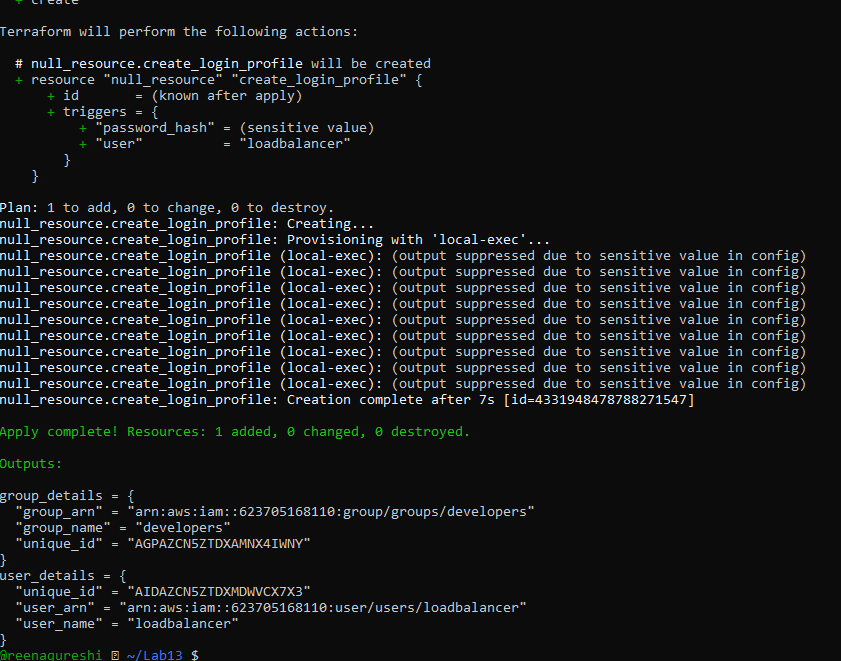 + create
Terraform will perform the following actions:
# null_resource.create_login_profile will be created
+ resource "null_resource" "create_login_profile" {
+ id       = (known after apply)
+ triggers = {
+ "password_hash" = (sensitive value)
+ "user"          = "loadbalancer"
}
}
Plan: 1 to add, 0 to change, 0 to destroy.
null_resource.create_login_profile: Creating...
null_resource.create_login_profile: Provisioning with 'local-exec'...
null_resource.create_login_profile (local-exec): (output suppressed due to sensitive value in config)
null_resource.create_login_profile (local-exec): (output suppressed due to sensitive value in config)
null_resource.create_login_profile (local-exec): (output suppressed due to sensitive value in config)
null_resource.create_login_profile (local-exec): (output suppressed due to sensitive value in config)
null_resource.create_login_profile (local-exec): (output suppressed due to sensitive value in config)
null_resource.create_login_profile (local-exec): (output suppressed due to sensitive value in config)
null_resource.create_login_profile (local-exec): (output suppressed due to sensitive value in config)
null_resource.create_login_profile (local-exec): (output suppressed due to sensitive value in config)
null_resource.create_login_profile (local-exec): (output suppressed due to sensitive value in config)
null_resource.create_login_profile: Creation complete after 7s [id=4331948478788271547]
Apply complete! Resources: 1 added, 0 changed, 0 destroyed.
Outputs:
group_details = {
"group_arn" = "arn:aws:iam::623705168110:group/groups/developers"
"group_name" = "developers"
"unique_id" = "AGPAZCN5ZTDXAMNX4IWNY"
}
user_details = {
"unique_id" = "AIDAZCN5ZTDXMDWVCX7X3"
"user_arn" = "arn:aws:iam::623705168110:user/users/loadbalancer"
"user_name" = "loadbalancer"
}
@reenaqureshi ~/Lab13 $